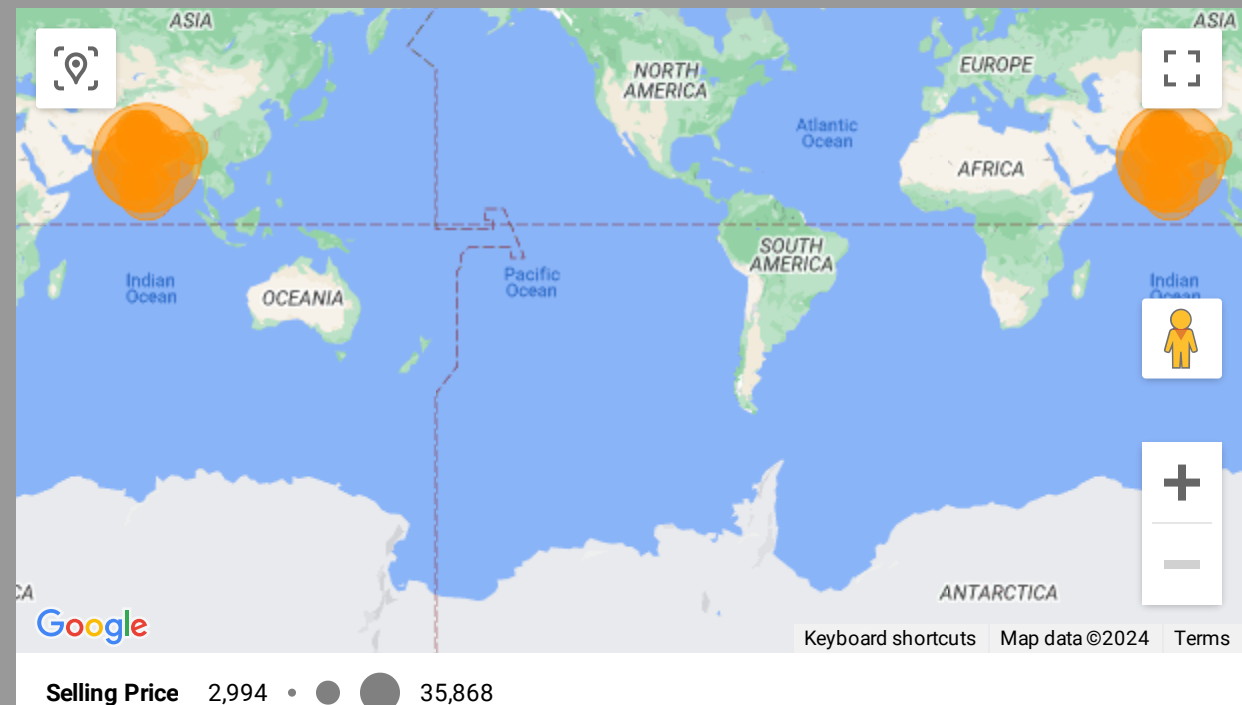 ASIA
ASIA
NORTH
AMERICA
EUROPE
Atlantic
Ocean
AFRICA
SOUTH
AMERICA
Indian
Ocean
OCEANIA
Pacific
Ocean
Indian
Ocean
CA
ANTARCTICA
Google
Keyboard shortcuts
Map data ©2024
Terms
Selling Price 2,994 35,868